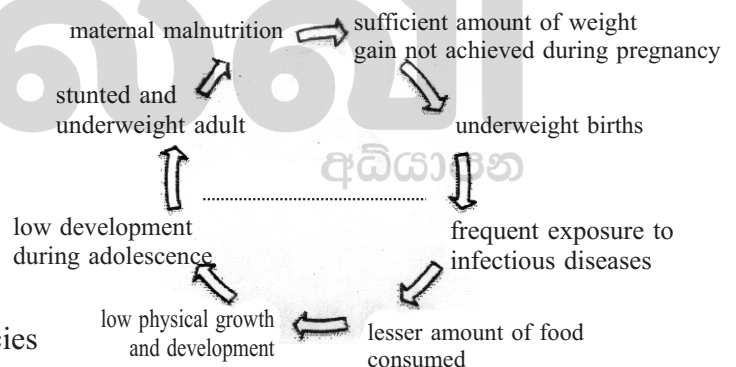 maternal malnutrition
sufficient amount of weight
gain not achieved during pregnancy
stunted and
underweight adult
underweight births
අධ්‍යාපන
low development
during adolescence
frequent exposure to
infectious diseases
low physical growth
and development
lesser amount of food
consumed